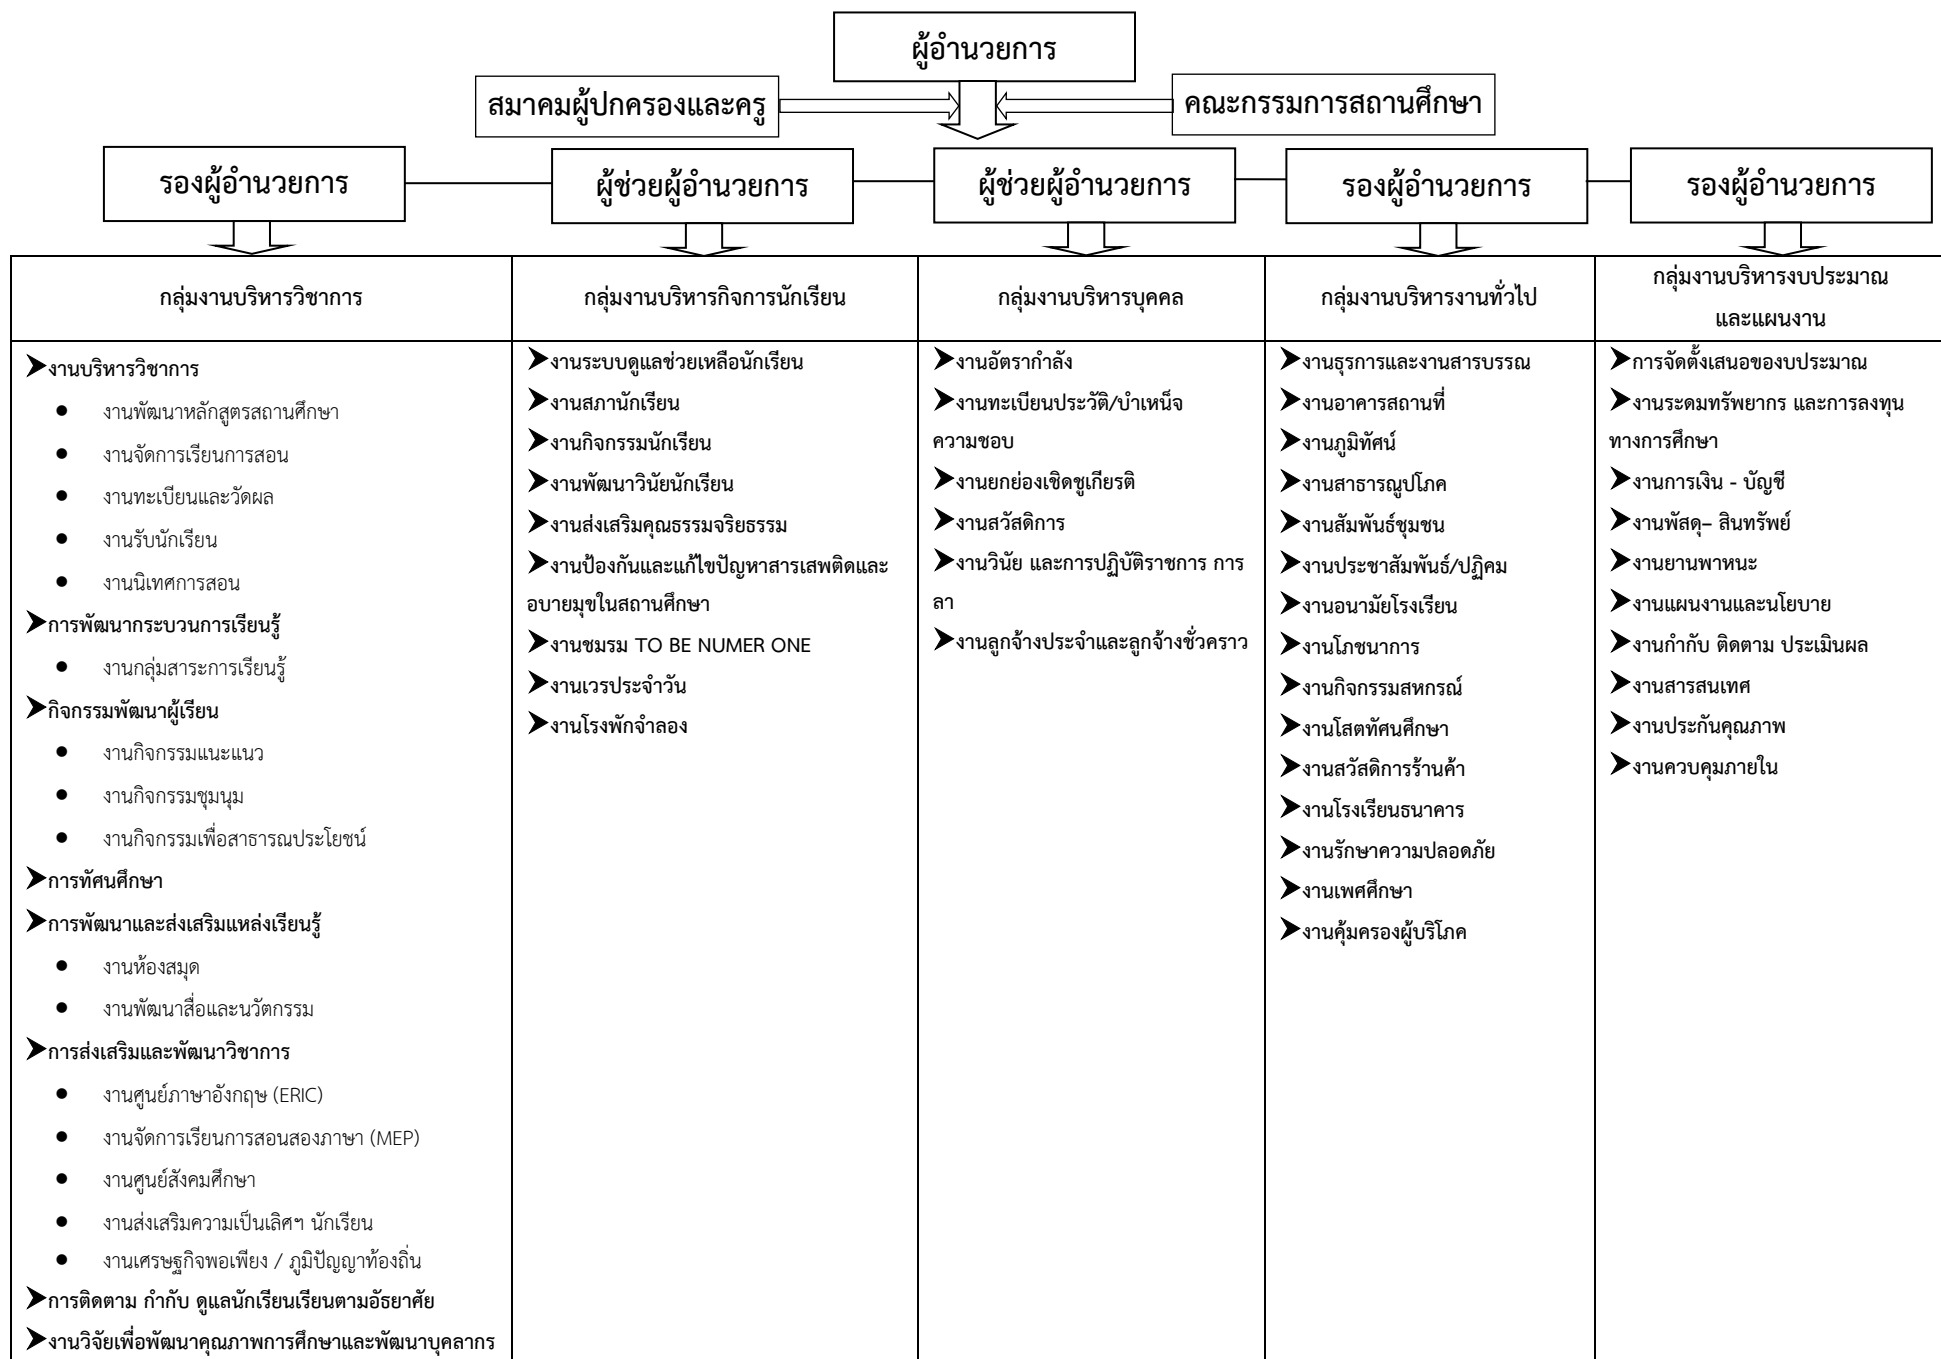 ผู้อำนวยการ
สมาคมผู้ปกครองและครู
คณะกรรมการสถานศึกษา
รองผู้อำนวยการ
ผู้ช่วยผู้อำนวยการ
ผู้ช่วยผู้อำนวยการ
รองผู้อำนวยการ
รองผู้อำนวยการ
กลุ่มงานบริหารวิชาการ
กลุ่มงานบริหารกิจการนักเรียน
กลุ่มงานบริหารบุคคล
กลุ่มงานบริหารงานทั่วไป
กลุ่มงานบริหารงบประมาณ
และแผนงาน
➤งานบริหารวิชาการ
● งานพัฒนาหลักสูตรสถานศึกษา
● งานจัดการเรียนการสอน
● งานทะเบียนและวัดผล
● งานรับนักเรียน
● งานนิเทศการสอน
➤การพัฒนากระบวนการเรียนรู้
● งานกลุ่มสาระการเรียนรู้
➤กิจกรรมพัฒนาผู้เรียน
● งานกิจกรรมแนะแนว
● งานกิจกรรมชุมนุม
● งานกิจกรรมเพื่อสาธารณประโยชน์
➤การทัศนศึกษา
➤การพัฒนาและส่งเสริมแหล่งเรียนรู้
● งานห้องสมุด
● งานพัฒนาสื่อและนวัตกรรม
➤การส่งเสริมและพัฒนาวิชาการ
● งานศูนย์ภาษาอังกฤษ (ERIC)
● งานจัดการเรียนการสอนสองภาษา (MEP)
● งานศูนย์สังคมศึกษา
● งานส่งเสริมความเป็นเลิศฯ นักเรียน
● งานเศรษฐกิจพอเพียง / ภูมิปัญญาท้องถิ่น
➤การติดตาม กำกับ ดูแลนักเรียนเรียนตามอัธยาศัย
➤งานวิจัยเพื่อพัฒนาคุณภาพการศึกษาและพัฒนาบุคลากร
➤งานระบบดูแลช่วยเหลือนักเรียน
➤งานสภานักเรียน
➤งานกิจกรรมนักเรียน
➤งานพัฒนาวินัยนักเรียน
➤งานส่งเสริมคุณธรรมจริยธรรม
➤งานป้องกันและแก้ไขปัญหาสารเสพติดและ
อบายมุขในสถานศึกษา
➤งานชมรม TO BE NUMER ONE
➤งานเวรประจำวัน
➤งานโรงพักจำลอง
➤งานอัตรากำลัง
➤งานทะเบียนประวัติ/บำเหน็จ
ความชอบ
➤งานยกย่องเชิดชูเกียรติ
➤งานสวัสดิการ
➤งานวินัย และการปฏิบัติราชการ การ
ลา
➤งานลูกจ้างประจำและลูกจ้างชั่วคราว
➤งานธุรการและงานสารบรรณ
➤งานอาคารสถานที่
➤งานภูมิทัศน์
➤งานสาธารณูปโภค
➤งานสัมพันธ์ชุมชน
➤งานประชาสัมพันธ์/ปฏิคม
➤งานอนามัยโรงเรียน
➤งานโภชนาการ
➤งานกิจกรรมสหกรณ์
➤งานโสตทัศนศึกษา
➤งานสวัสดิการร้านค้า
➤งานโรงเรียนธนาคาร
➤งานรักษาความปลอดภัย
➤งานเพศศึกษา
➤งานคุ้มครองผู้บริโภค
➤การจัดตั้งเสนอของบประมาณ
➤งานระดมทรัพยากร และการลงทุน
ทางการศึกษา
➤งานการเงิน - บัญชี
➤งานพัสดุ– สินทรัพย์
➤งานยานพาหนะ
➤งานแผนงานและนโยบาย
➤งานกำกับ ติดตาม ประเมินผล
➤งานสารสนเทศ
➤งานประกันคุณภาพ
➤งานควบคุมภายใน